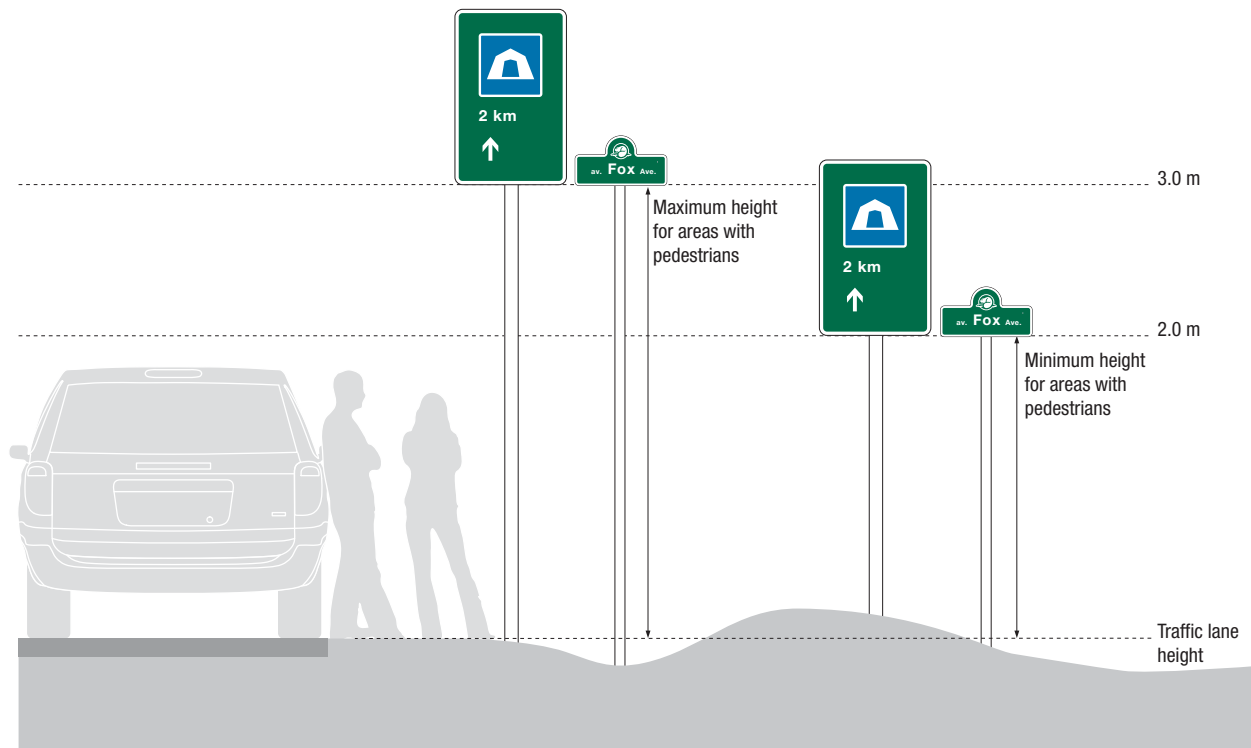 2 km
av. Fox Ave.
3.0 m
Maximum height
for areas with
pedestrians
2 km
av. Fox Ave.
2.0 m
Minimum height
for areas with
pedestrians
Traffic lane
height